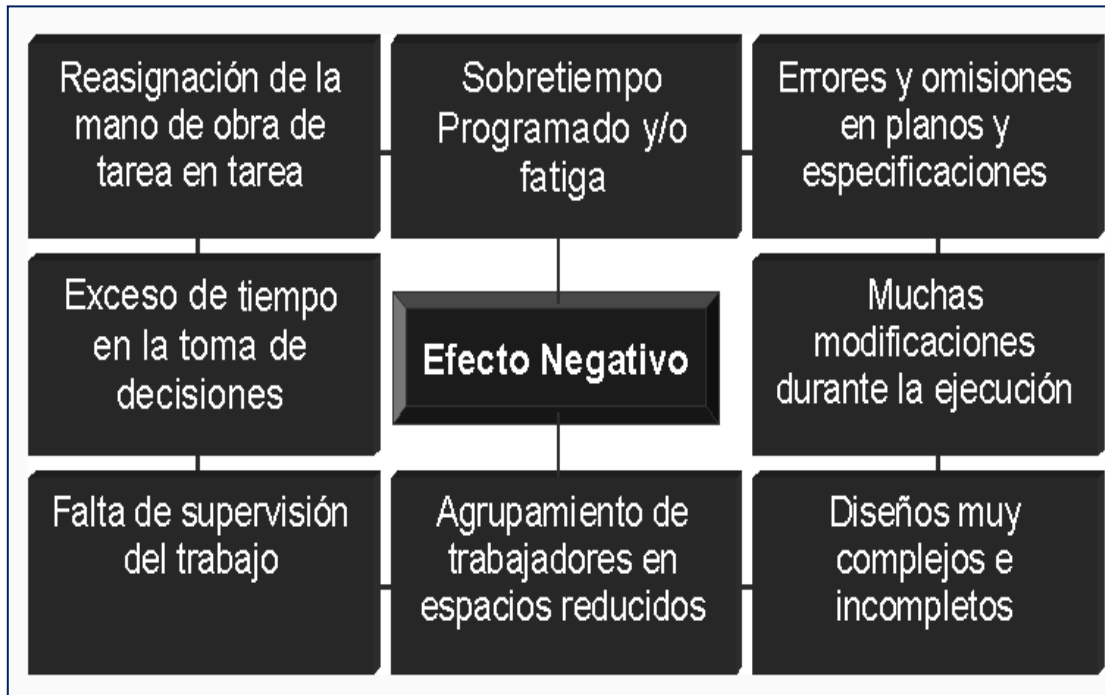 Reasignación de la
mano de obra de
tarea en tarea
Sobretiempo
Programado y/o
fatiga
Errores y omisiones
en planos y
especificaciones
Exceso de tiempo
en la toma de
decisiones
Efecto Negativo
Muchas
modificaciones
durante la ejecución
Falta de supervisión
del trabajo
Agrupamiento de
trabajadores en
espacios reducidos
Diseños muy
complejos e
incompletos